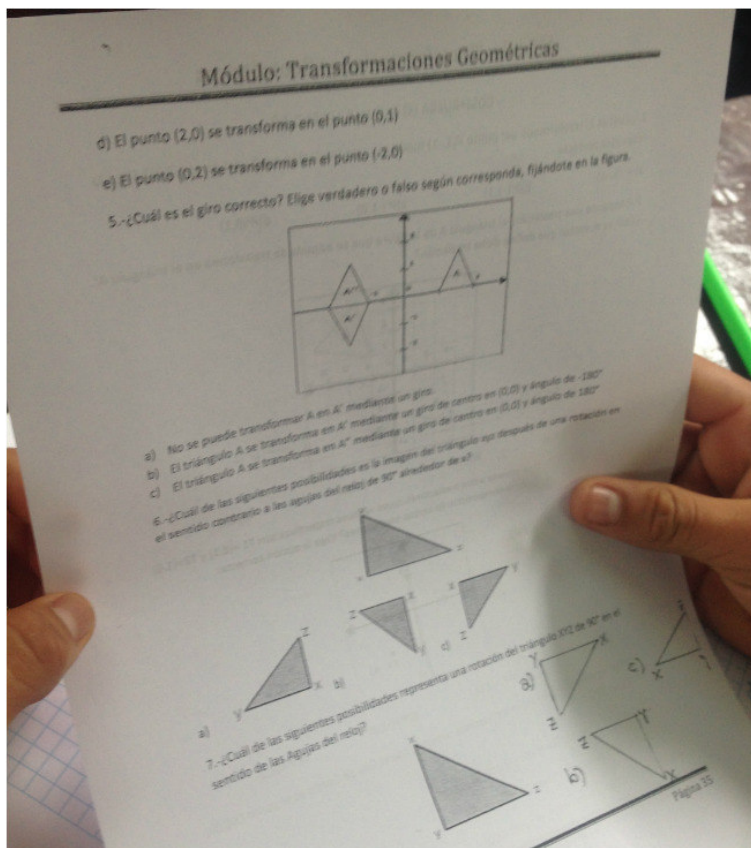 Módulo: Transformaciones Geométricas
d) El punto (2,0) se transforma en el punto (0,1)
e) El punto (0,2) se transforma en el punto (-2,0)
5.-¿Cuál es el giro correcto? Elige verdadero o falso según corresponda, fijándote en la figura.
A'' A
A'
a) No se puede transformar A en A' mediante un giro.
b) El triángulo A se transforma en A' mediante un giro de centro en (0,0) y ángulo de -180°
c) El triángulo A se transforma en A'' mediante un giro de centro en (0,0) y ángulo de 180°
6.-¿Cuál de las siguientes posibilidades es la imagen del triángulo xyz después de una rotación en
el sentido contrario a las agujas del reloj de 90° alrededor de x?
Y
Z
X
a) Z X Y
b) Z X Y
c) X Y Z
7.-¿Cuál de las siguientes posibilidades representa una rotación del triángulo XYZ de 90° en el
sentido de las Agujas del reloj?
X
Z
Y
a) Y X Z
b) Z Y X
c) Z X
Página 35